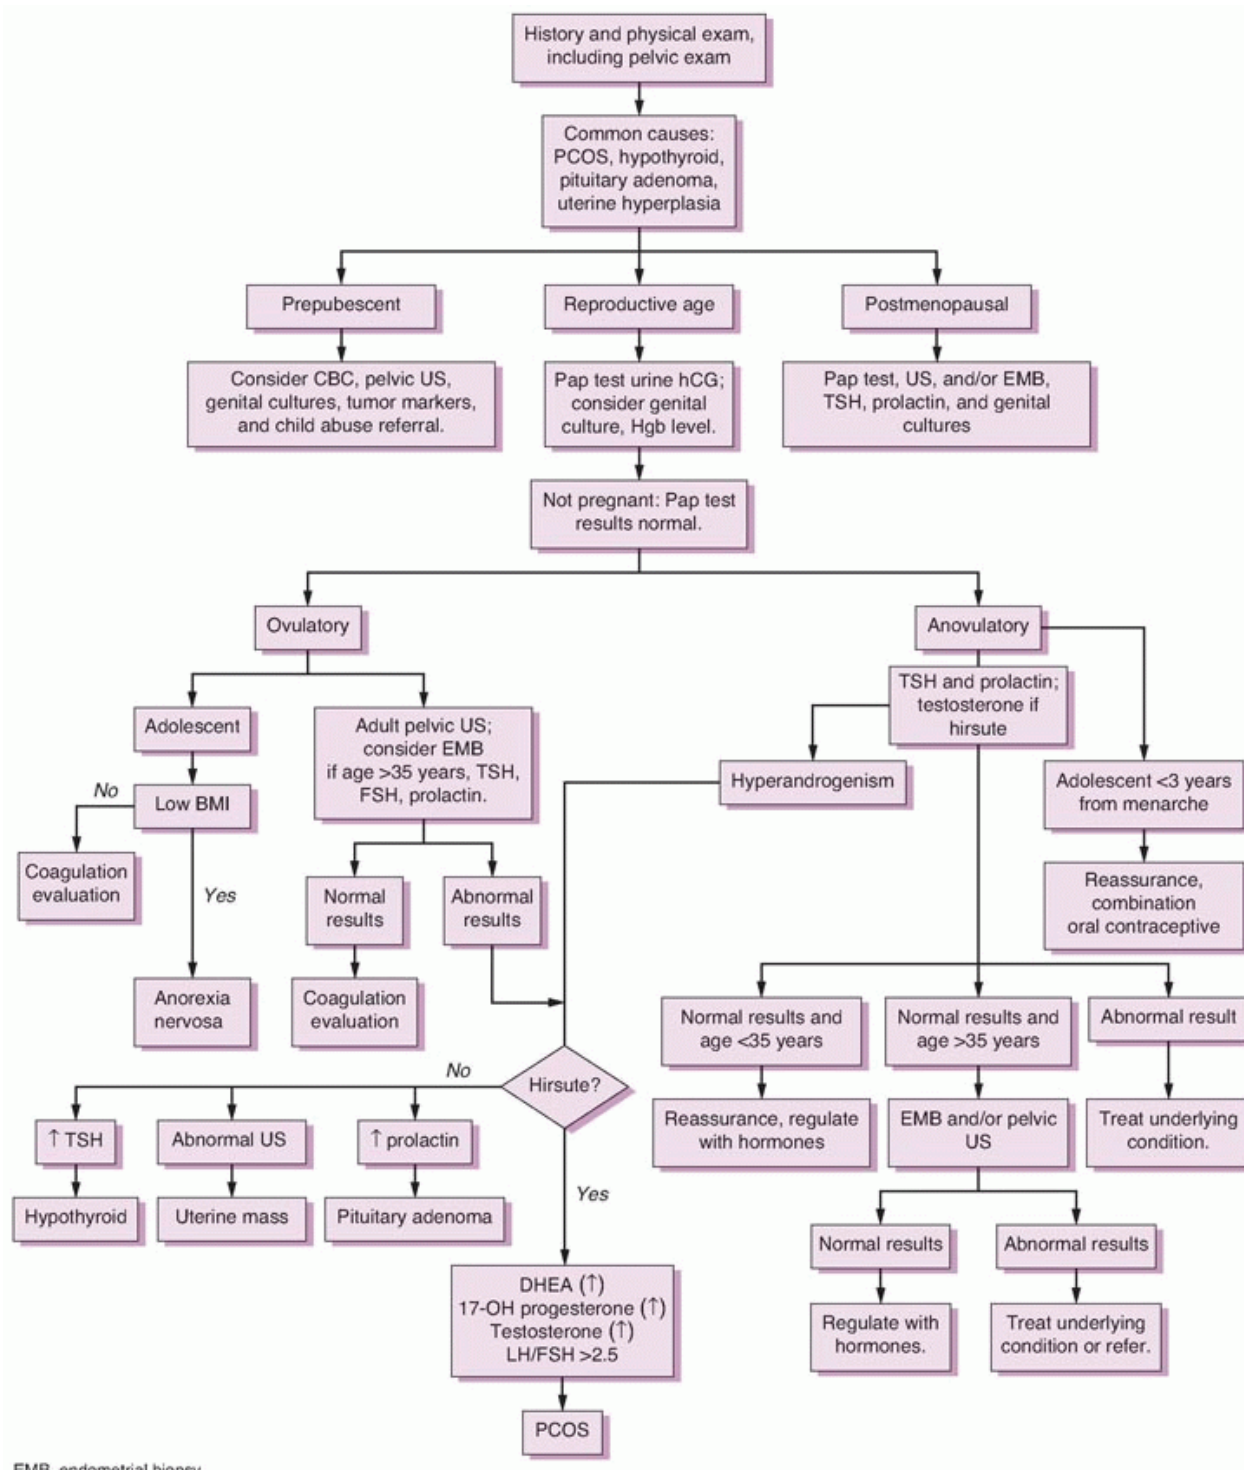 History and physical exam,
including pelvic exam
Common causes:
PCOS, hypothyroid,
pituitary adenoma,
uterine hyperplasia
Prepubescent
Reproductive age
Postmenopausal
Consider CBC, pelvic US,
genital cultures, tumor markers,
and child abuse referral.
Pap test urine hCG;
consider genital
culture, Hgb level.
Pap test, US, and/or EMB,
TSH, prolactin, and genital
cultures
Not pregnant: Pap test
results normal.
Ovulatory
Anovulatory
Adolescent
Adult pelvic US;
consider EMB
if age >35 years, TSH,
FSH, prolactin.
TSH and prolactin;
testosterone if
hirsute
Hyperandrogenism
Adolescent <3 years
from menarche
No
Low BMI
Coagulation
evaluation
Yes
Normal
results
Abnormal
results
Reassurance,
combination
oral contraceptive
Anorexia
nervosa
Coagulation
evaluation
Normal results and
age <35 years
Normal results and
age >35 years
Abnormal result
No
Hirsute?
↑ TSH
Abnormal US
↑ prolactin
Reassurance, regulate
with hormones
EMB and/or pelvic
US
Treat underlying
condition.
Hypothyroid
Uterine mass
Pituitary adenoma
Yes
Normal results
Abnormal results
DHEA (↑)
17-OH progesterone (↑)
Testosterone (↑)
LH/FSH >2.5
Regulate with
hormones.
Treat underlying
condition or refer.
PCOS
EMB, endometrial biopsy